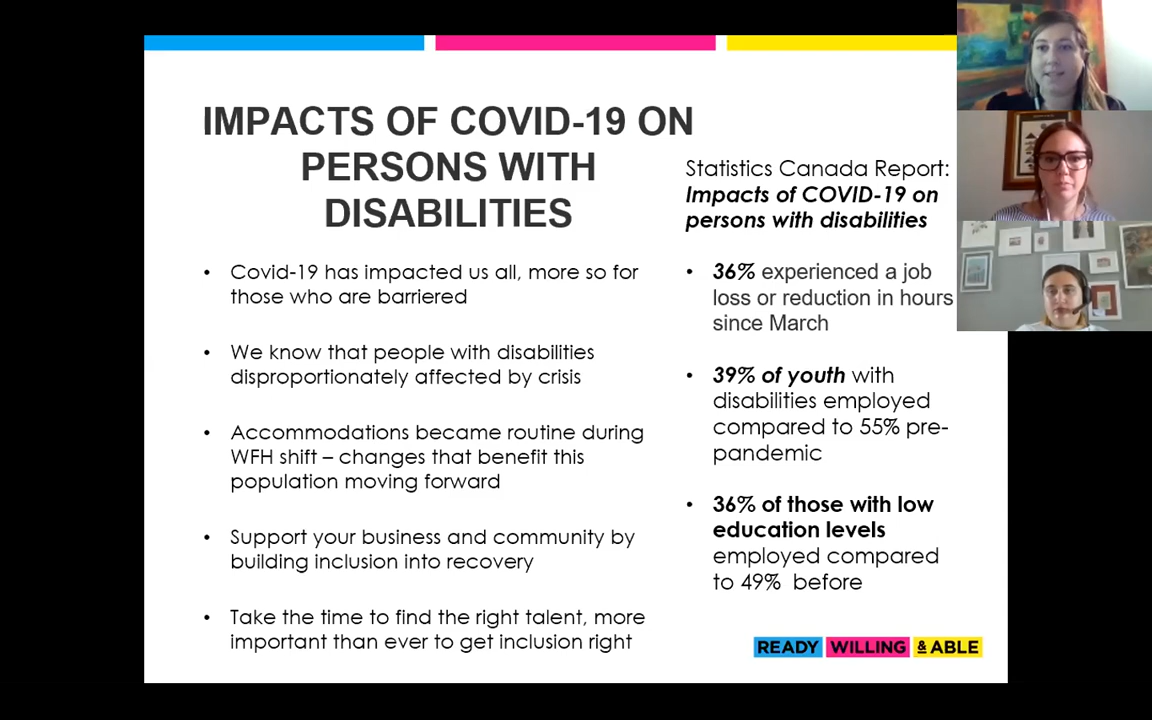 IMPACTS OF COVID-19 ON
PERSONS WITH
DISABILITIES
• Covid-19 has impacted us all, more so for
those who are barriered
• We know that people with disabilities
disproportionately affected by crisis
• Accommodations became routine during
WFH shift – changes that benefit this
population moving forward
• Support your business and community by
building inclusion into recovery
• Take the time to find the right talent, more
important than ever to get inclusion right
Statistics Canada Report:
Impacts of COVID-19 on
persons with disabilities
• 36% experienced a job
loss or reduction in hours
since March
• 39% of youth with
disabilities employed
compared to 55% pre-
pandemic
• 36% of those with low
education levels
employed compared
to 49% before
READY WILLING & ABLE